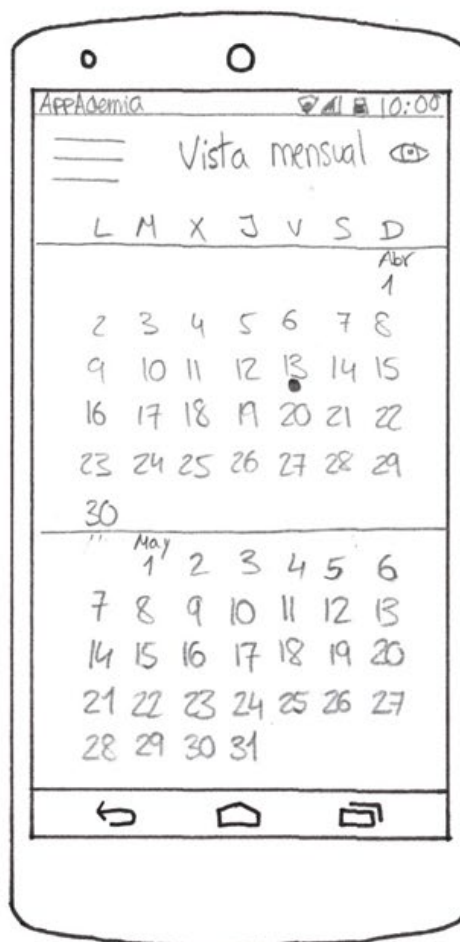 AppAdemia 10:00
Vista mensual
L M X J V S D
Abr
1
2 3 4 5 6 7 8
9 10 11 12 13 14 15
16 17 18 19 20 21 22
23 24 25 26 27 28 29
30
May
1 2 3 4 5 6
7 8 9 10 11 12 13
14 15 16 17 18 19 20
21 22 23 24 25 26 27
28 29 30 31